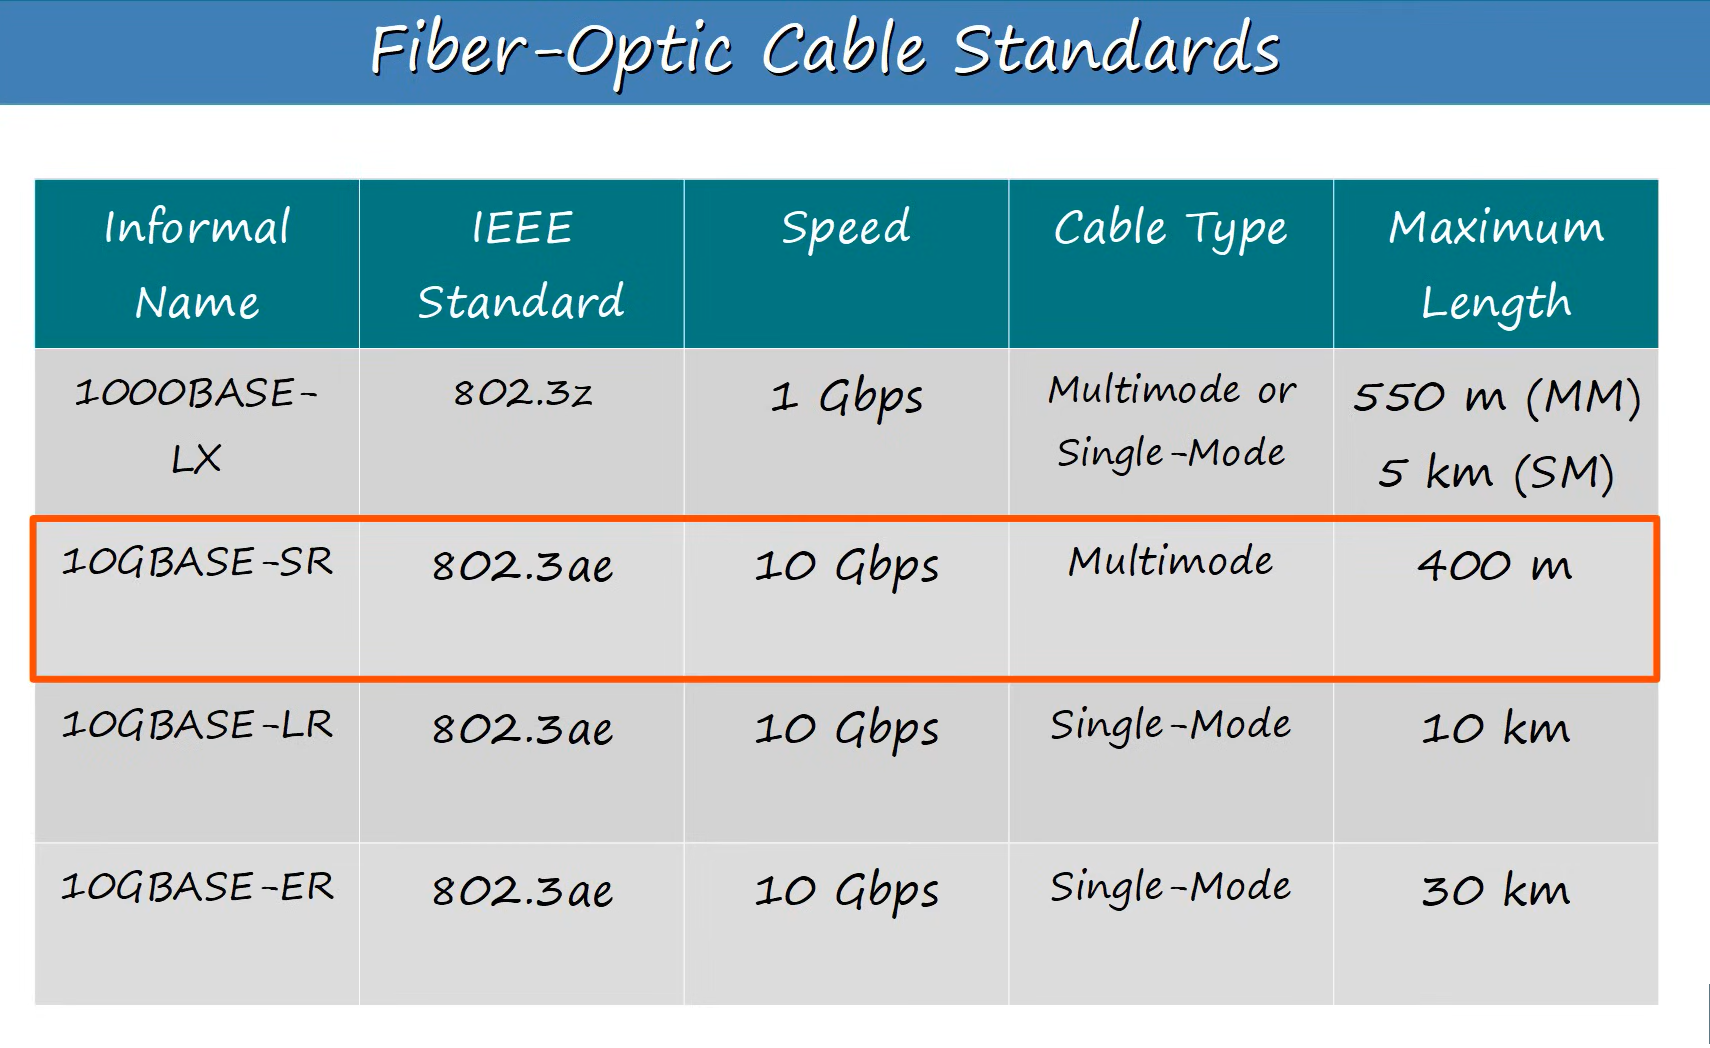 Fiber-Optic Cable Standards
Informal Name
IEEE Standard
Speed
Cable Type
Maximum Length
1000BASE-LX
802.3z
1 Gbps
Multimode or
Single-Mode
550 m (MM)
5 km (SM)
10GBASE-SR
802.3ae
10 Gbps
Multimode
400 m
10GBASE-LR
802.3ae
10 Gbps
Single-Mode
10 km
10GBASE-ER
802.3ae
10 Gbps
Single-Mode
30 km